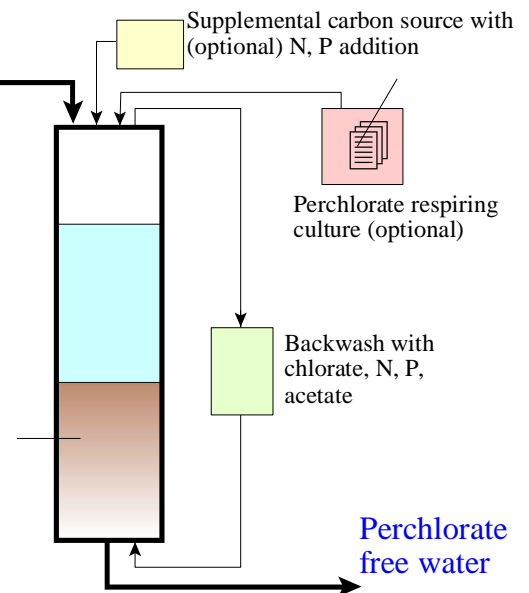 Supplemental carbon source with
(optional) N, P addition
Perchlorate respiring
culture (optional)
Backwash with
chlorate, N, P,
acetate
Perchlorate
free water